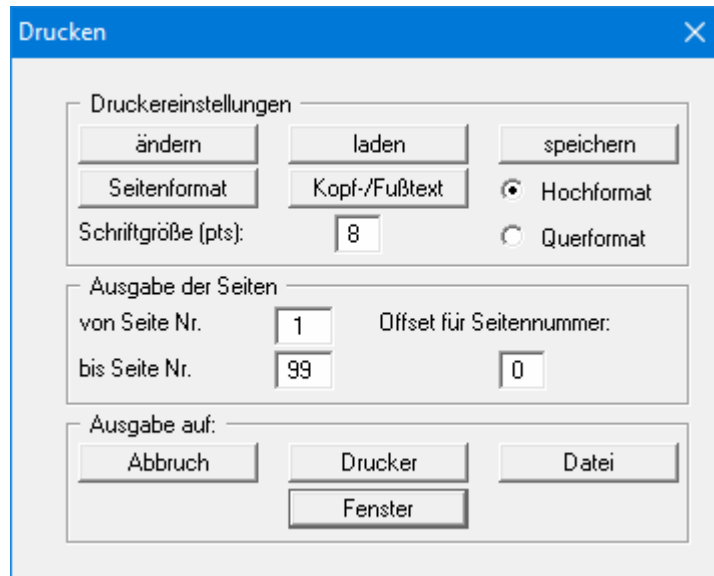 Drucken
Druckereinstellungen
ändern laden speichern
Seitenformat Kopf-/Fußtext Hochformat
Schriftgröße (pts): 8 Querformat
Ausgabe der Seiten
von Seite Nr. 1 Offset für Seitennummer:
bis Seite Nr. 99 0
Ausgabe auf:
Abbruch Drucker Datei
Fenster